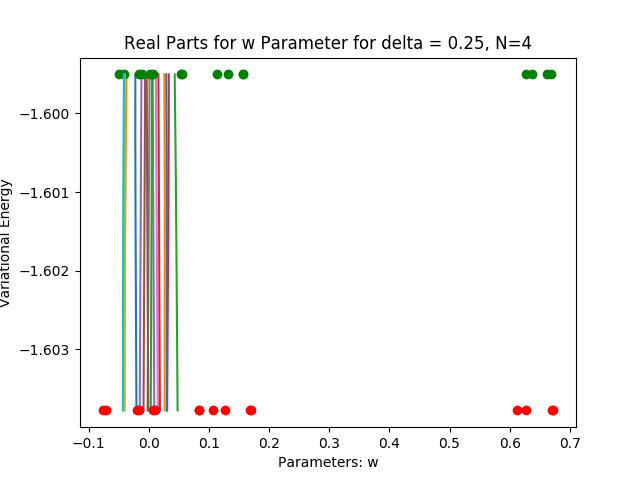 Real Parts for w Parameter for delta = 0.25, N=4
Variational Energy
−1.600
−1.601
−1.602
−1.603
−0.1 0.0 0.1 0.2 0.3 0.4 0.5 0.6 0.7
Parameters: w